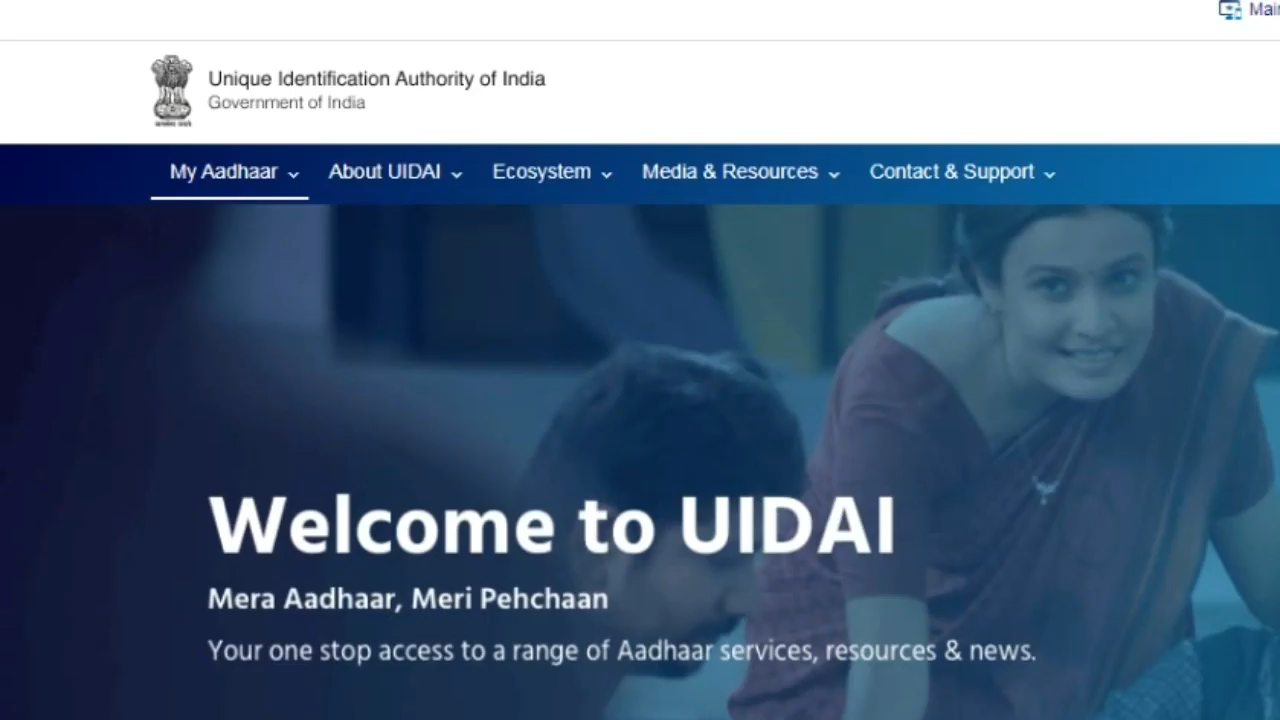 Unique Identification Authority of India
Government of India
My Aadhaar
About UIDAI
Ecosystem
Media & Resources
Contact & Support
Welcome to UIDAI
Mera Aadhaar, Meri Pehchaan
Your one stop access to a range of Aadhaar services, resources & news.